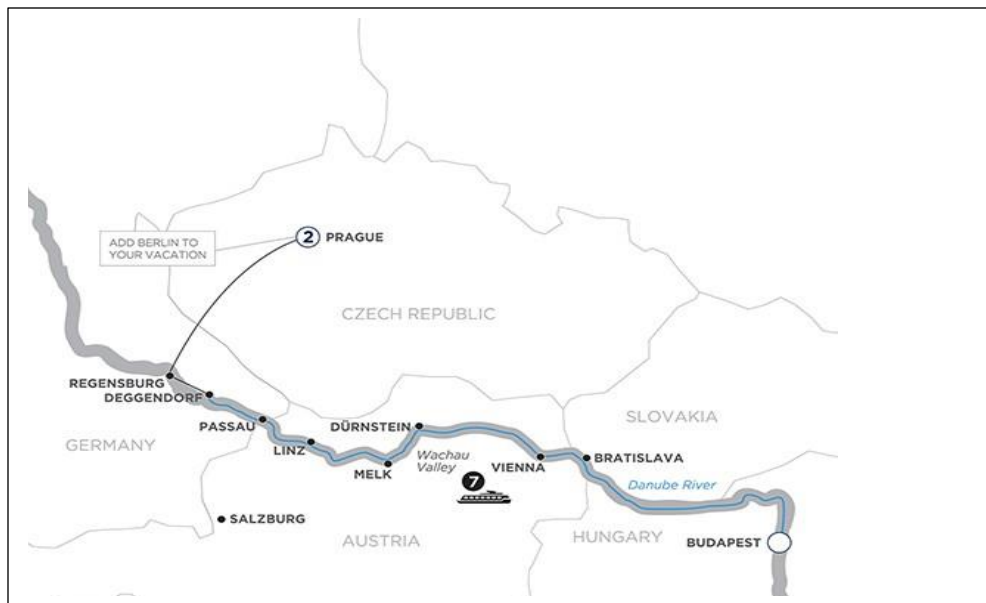 ADD BERLIN TO
YOUR VACATION
2 PRAGUE
CZECH REPUBLIC
REGENSBURG
DEGGENDORF
SLOVAKIA
GERMANY
PASSAU
DÜRNSTEIN
LINZ
Wachau
Valley
MELK
VIENNA
BRATISLAVA
7
Danube River
SALZBURG
AUSTRIA
HUNGARY
BUDAPEST